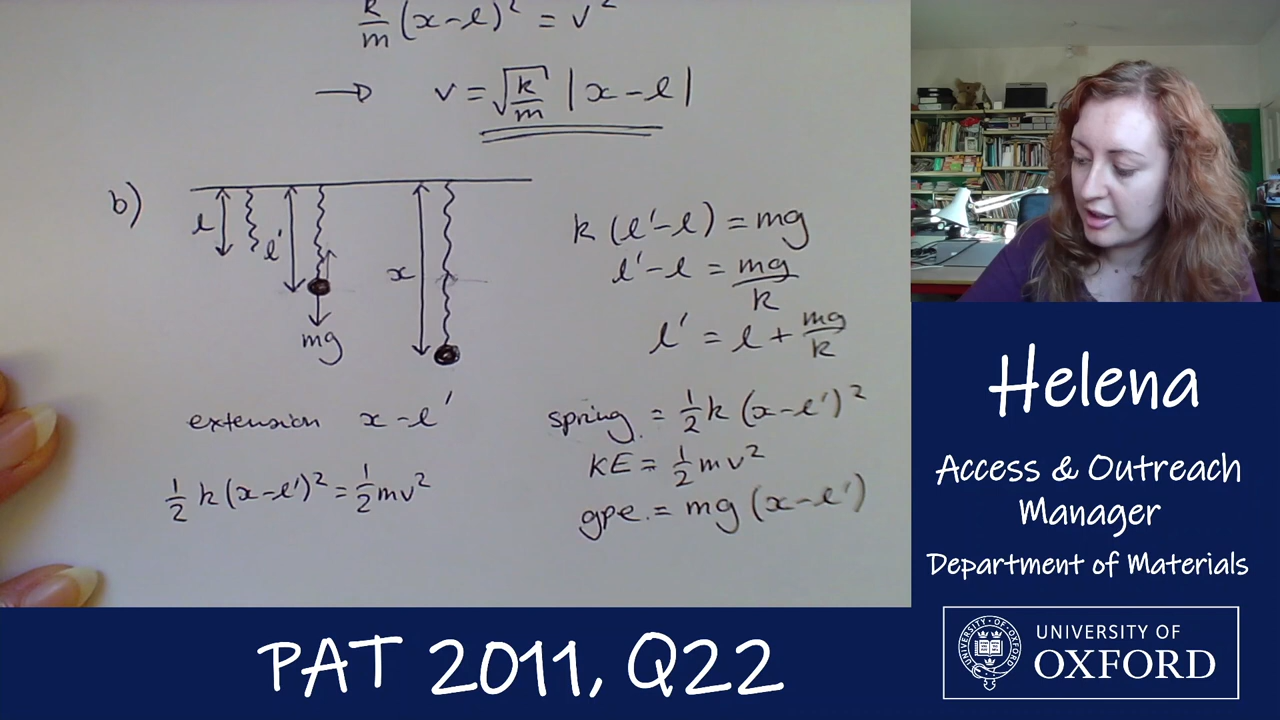 k/m (x-l)² = v²
→ v = √(k/m) |x-l|
b)
l
l'
x
mg
k(l'-l) = mg
l'-l = mg/k
l' = l + mg/k
extension x-l'
spring = ½k(x-l')²
KE = ½mv²
½k(x-l')² = ½mv²
gpe. = mg(x-l')
Helena
Access & Outreach
Manager
Department of Materials
UNIVERSITY OF
OXFORD
PAT 2011, Q22